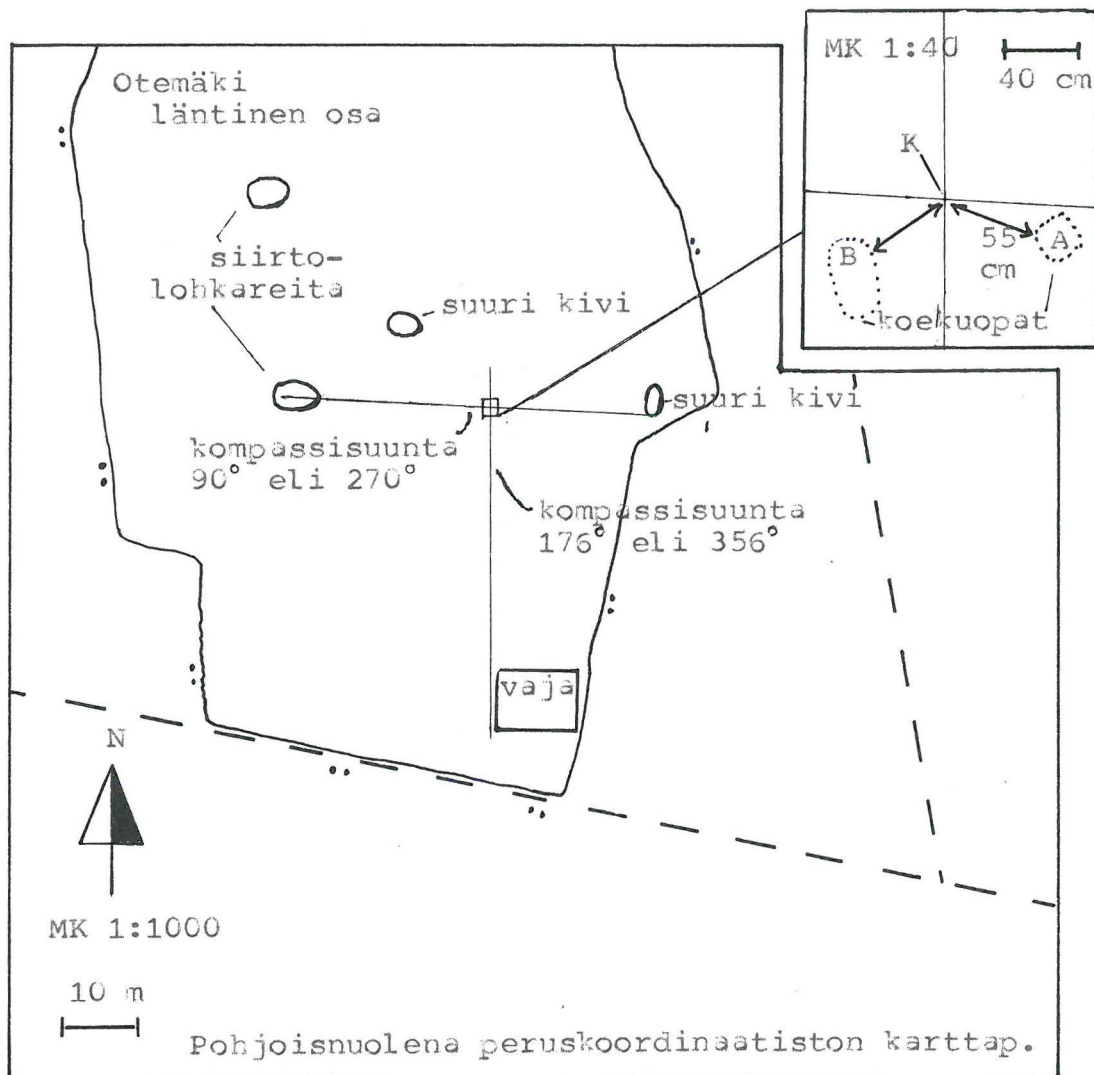 Otemäki
läntinen osa
siirto-
lohkareita
suuri kivi
suuri kivi
kompassisuunta
90° eli 270°
kompassisuunta
176° eli 356°
vaja
N
MK 1:1000
10 m
Pohjoisnuolena peruskoordinaatiston karttap.
MK 1:40
40 cm
K
55
cm
A
B
koekuopat